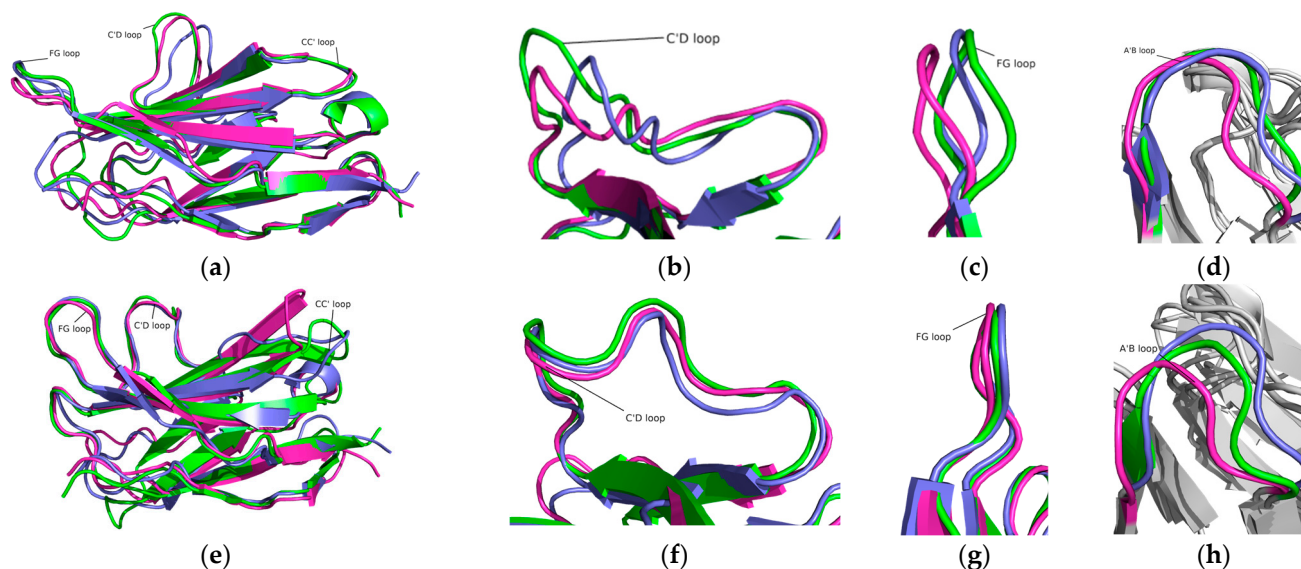 C'D loop
CC' loop
FG loop
(a)
C'D loop
(b)
FG loop
(c)
A'B loop
(d)
CC' loop
FG loop
C'D loop
(e)
C'D loop
(f)
FG loop
(g)
A'B loop
(h)